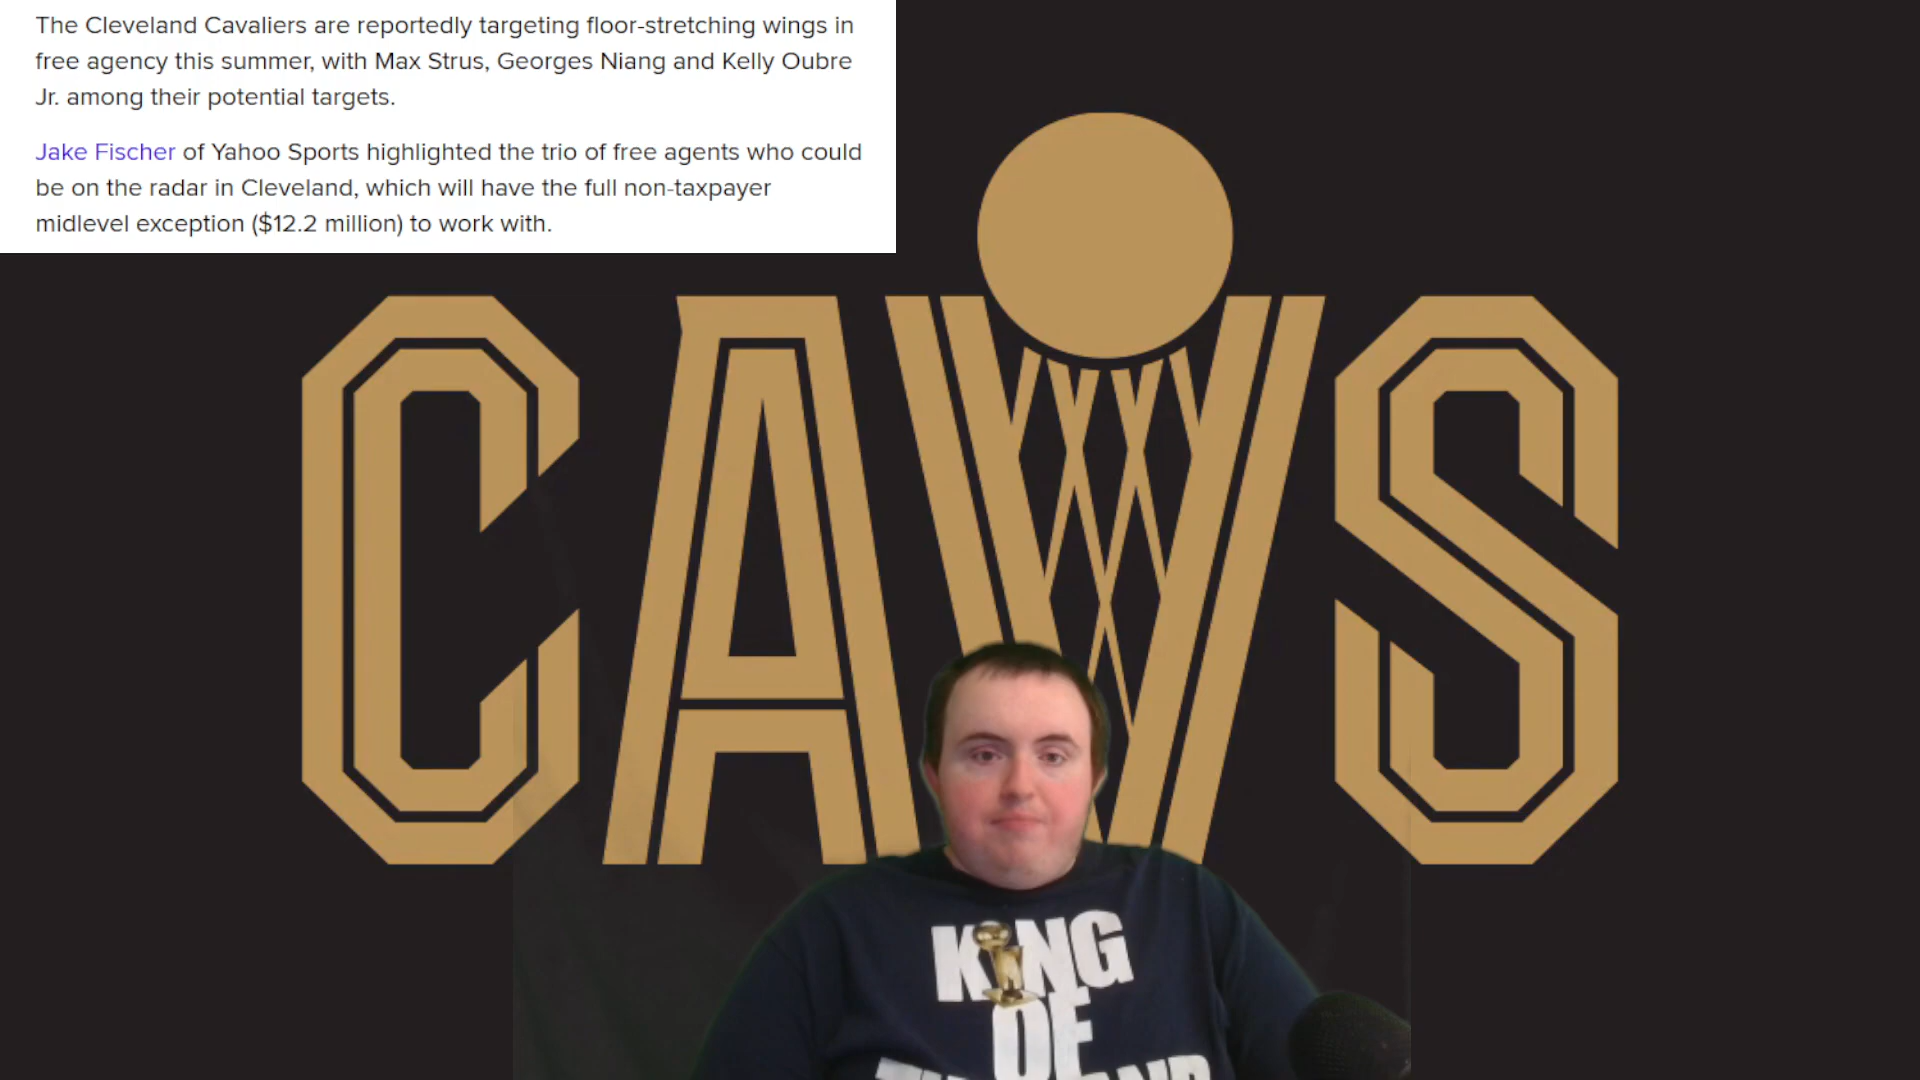 The Cleveland Cavaliers are reportedly targeting floor-stretching wings in
free agency this summer, with Max Strus, Georges Niang and Kelly Oubre
Jr. among their potential targets.
Jake Fischer of Yahoo Sports highlighted the trio of free agents who could
be on the radar in Cleveland, which will have the full non-taxpayer
midlevel exception ($12.2 million) to work with.
CAVS
KING
OF